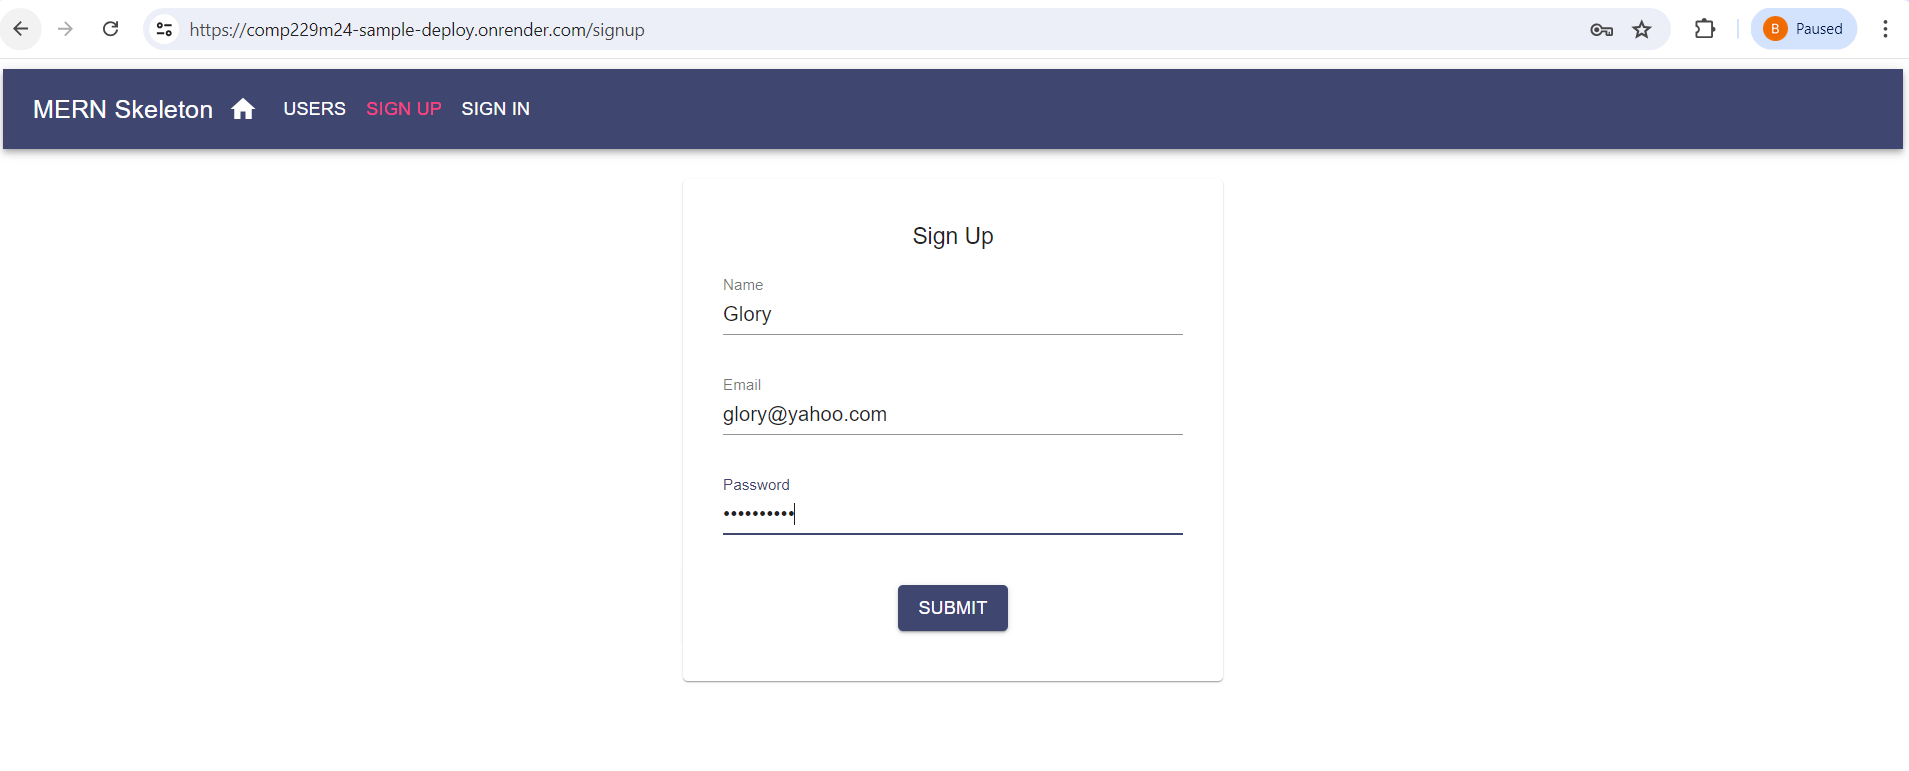 https://comp229m24-sample-deploy.onrender.com/signup
B Paused
MERN Skeleton USERS SIGN UP SIGN IN
Sign Up
Name
Glory
Email
glory@yahoo.com
Password
••••••••••
SUBMIT